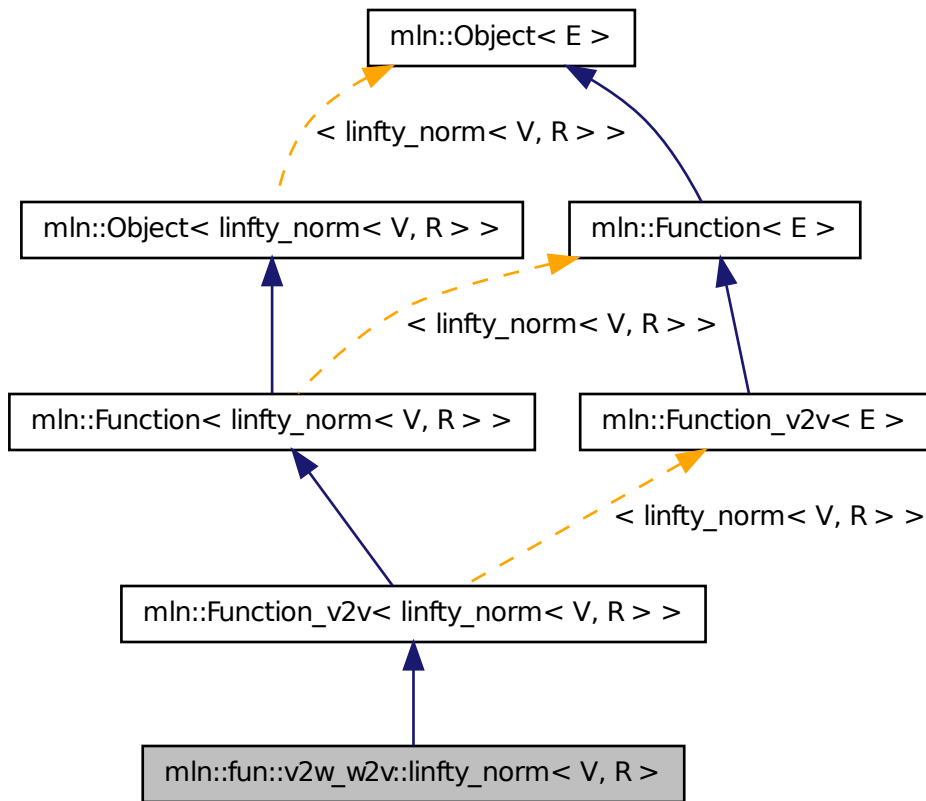 mln::Object< E >
< linfty_norm< V, R > >
mln::Object< linfty_norm< V, R > >
mln::Function< E >
< linfty_norm< V, R > >
mln::Function< linfty_norm< V, R > >
mln::Function_v2v< E >
< linfty_norm< V, R > >
mln::Function_v2v< linfty_norm< V, R > >
mln::fun::v2w_w2v::linfty_norm< V, R >